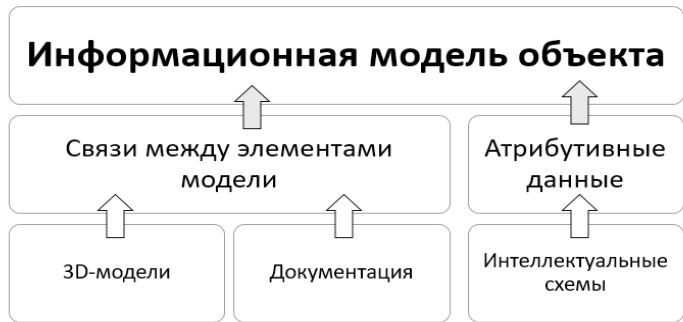 Информационная модель объекта
Связи между элементами
модели
Атрибутивные
данные
3D-модели
Документация
Интеллектуальные
схемы